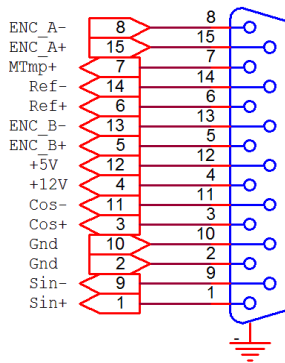 ENC_A- 8 8
ENC_A+ 15 15
MTmp+ 7 7
Ref- 14 14
Ref+ 6 6
ENC_B- 13 13
ENC_B+ 5 5
+5V 12 12
+12V 4 4
Cos- 11 11
Cos+ 3 3
Gnd 10 10
Gnd 2 2
Sin- 9 9
Sin+ 1 1